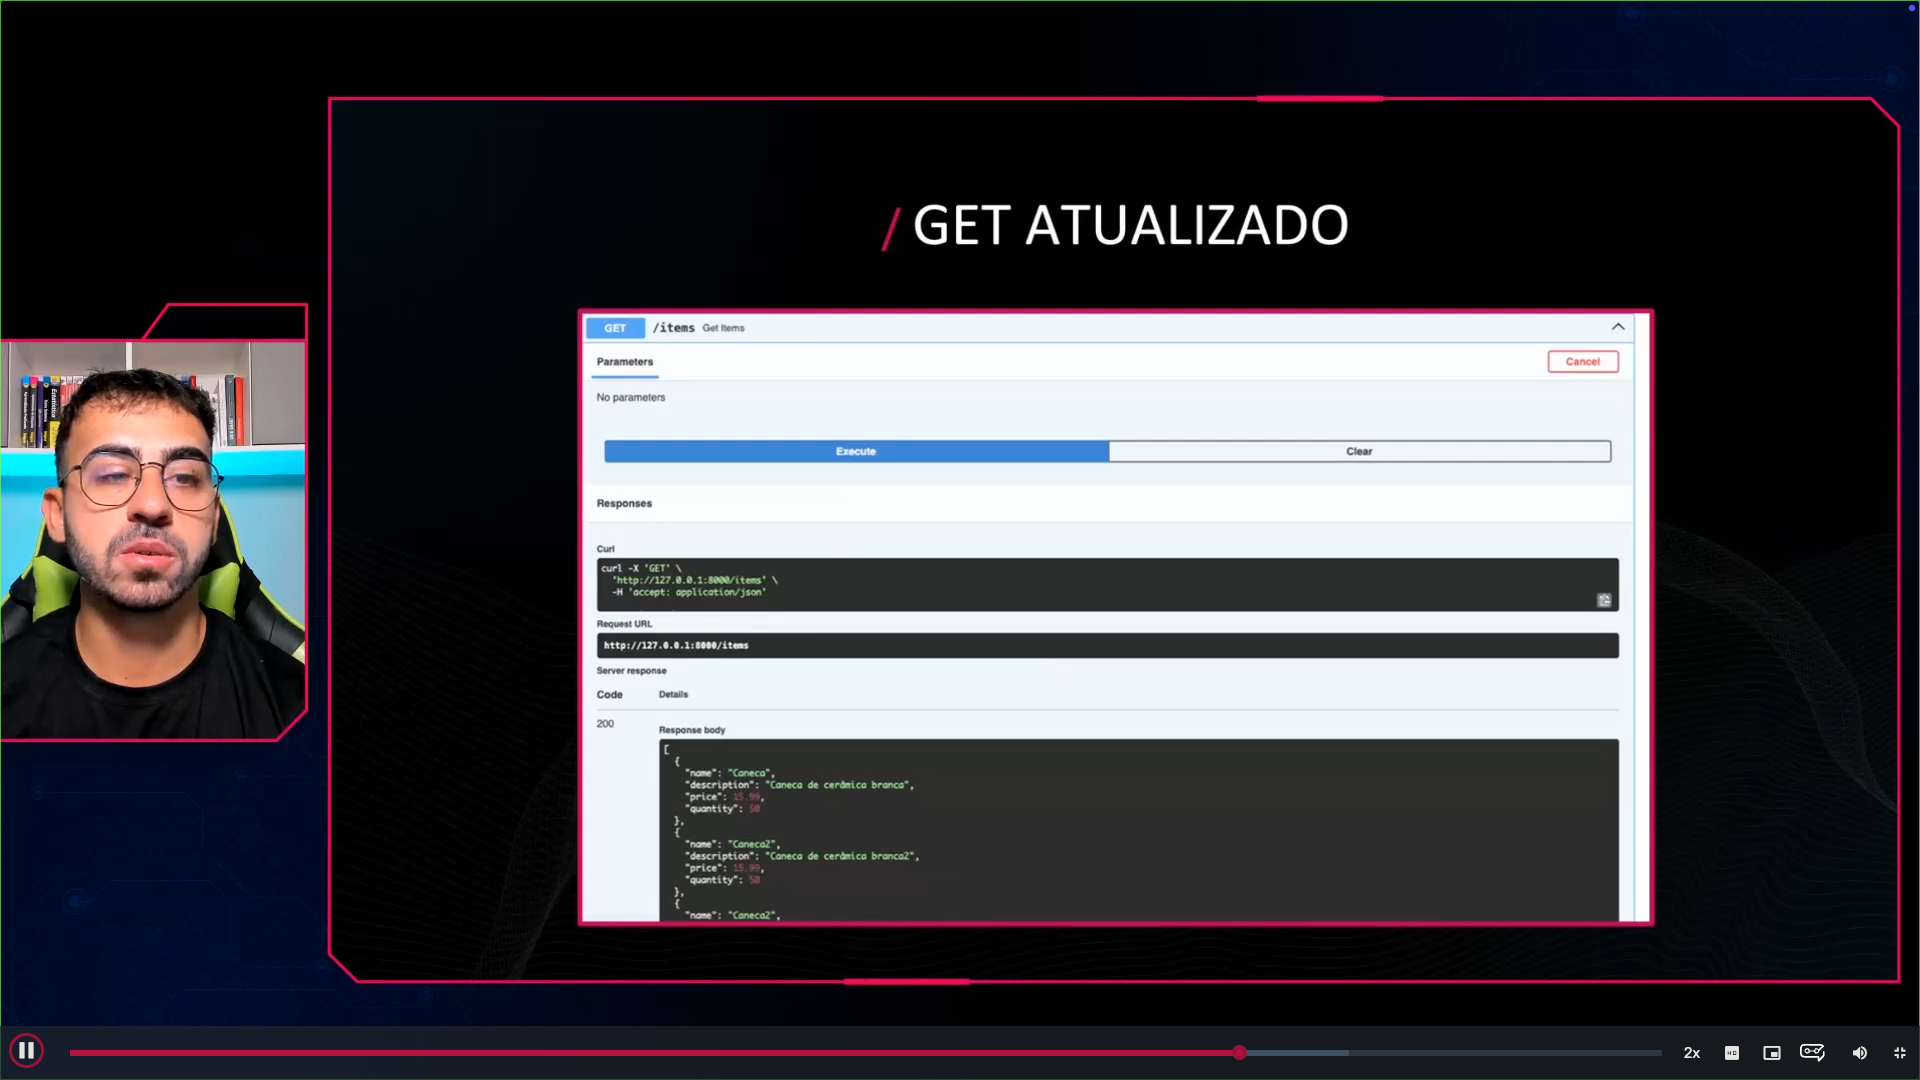 / GET ATUALIZADO
GET /items Get Items
Parameters
Cancel
No parameters
Execute
Clear
Responses
Curl
curl -X 'GET' \
'http://127.0.0.1:8000/items' \
-H 'accept: application/json'
Request URL
http://127.0.0.1:8000/items
Server response
Code Details
200
Response body
[
{
"name": "Caneca",
"description": "Caneca de cerâmica branca",
"price": 15.99,
"quantity": 50
},
{
"name": "Caneca2",
"description": "Caneca de cerâmica branca2",
"price": 15.99,
"quantity": 50
},
{
"name": "Caneca2",
2x
HD